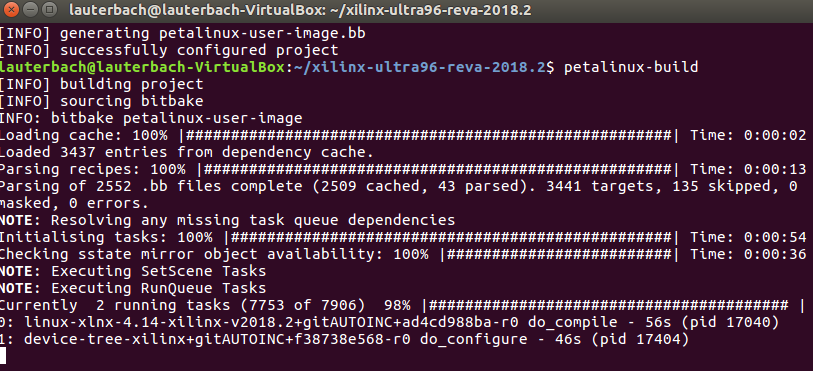 lauterbach@lauterbach-VirtualBox: ~/xilinx-ultra96-reva-2018.2
[INFO] generating petalinux-user-image.bb
[INFO] successfully configured project
lauterbach@lauterbach-VirtualBox:~/xilinx-ultra96-reva-2018.2$ petalinux-build
[INFO] building project
[INFO] sourcing bitbake
INFO: bitbake petalinux-user-image
Loading cache: 100% |######################################################| Time: 0:00:02
Loaded 3437 entries from dependency cache.
Parsing recipes: 100% |####################################################| Time: 0:00:13
Parsing of 2552 .bb files complete (2509 cached, 43 parsed). 3441 targets, 135 skipped, 0
masked, 0 errors.
NOTE: Resolving any missing task queue dependencies
Initialising tasks: 100% |#################################################| Time: 0:00:54
Checking sstate mirror object availability: 100% |#########################| Time: 0:00:36
NOTE: Executing SetScene Tasks
NOTE: Executing RunQueue Tasks
Currently  2 running tasks (7753 of 7906)  98% |######################################## |
0: linux-xlnx-4.14-xilinx-v2018.2+gitAUTOINC+ad4cd988ba-r0 do_compile - 56s (pid 17040)
1: device-tree-xilinx+gitAUTOINC+f38738e568-r0 do_configure - 46s (pid 17404)